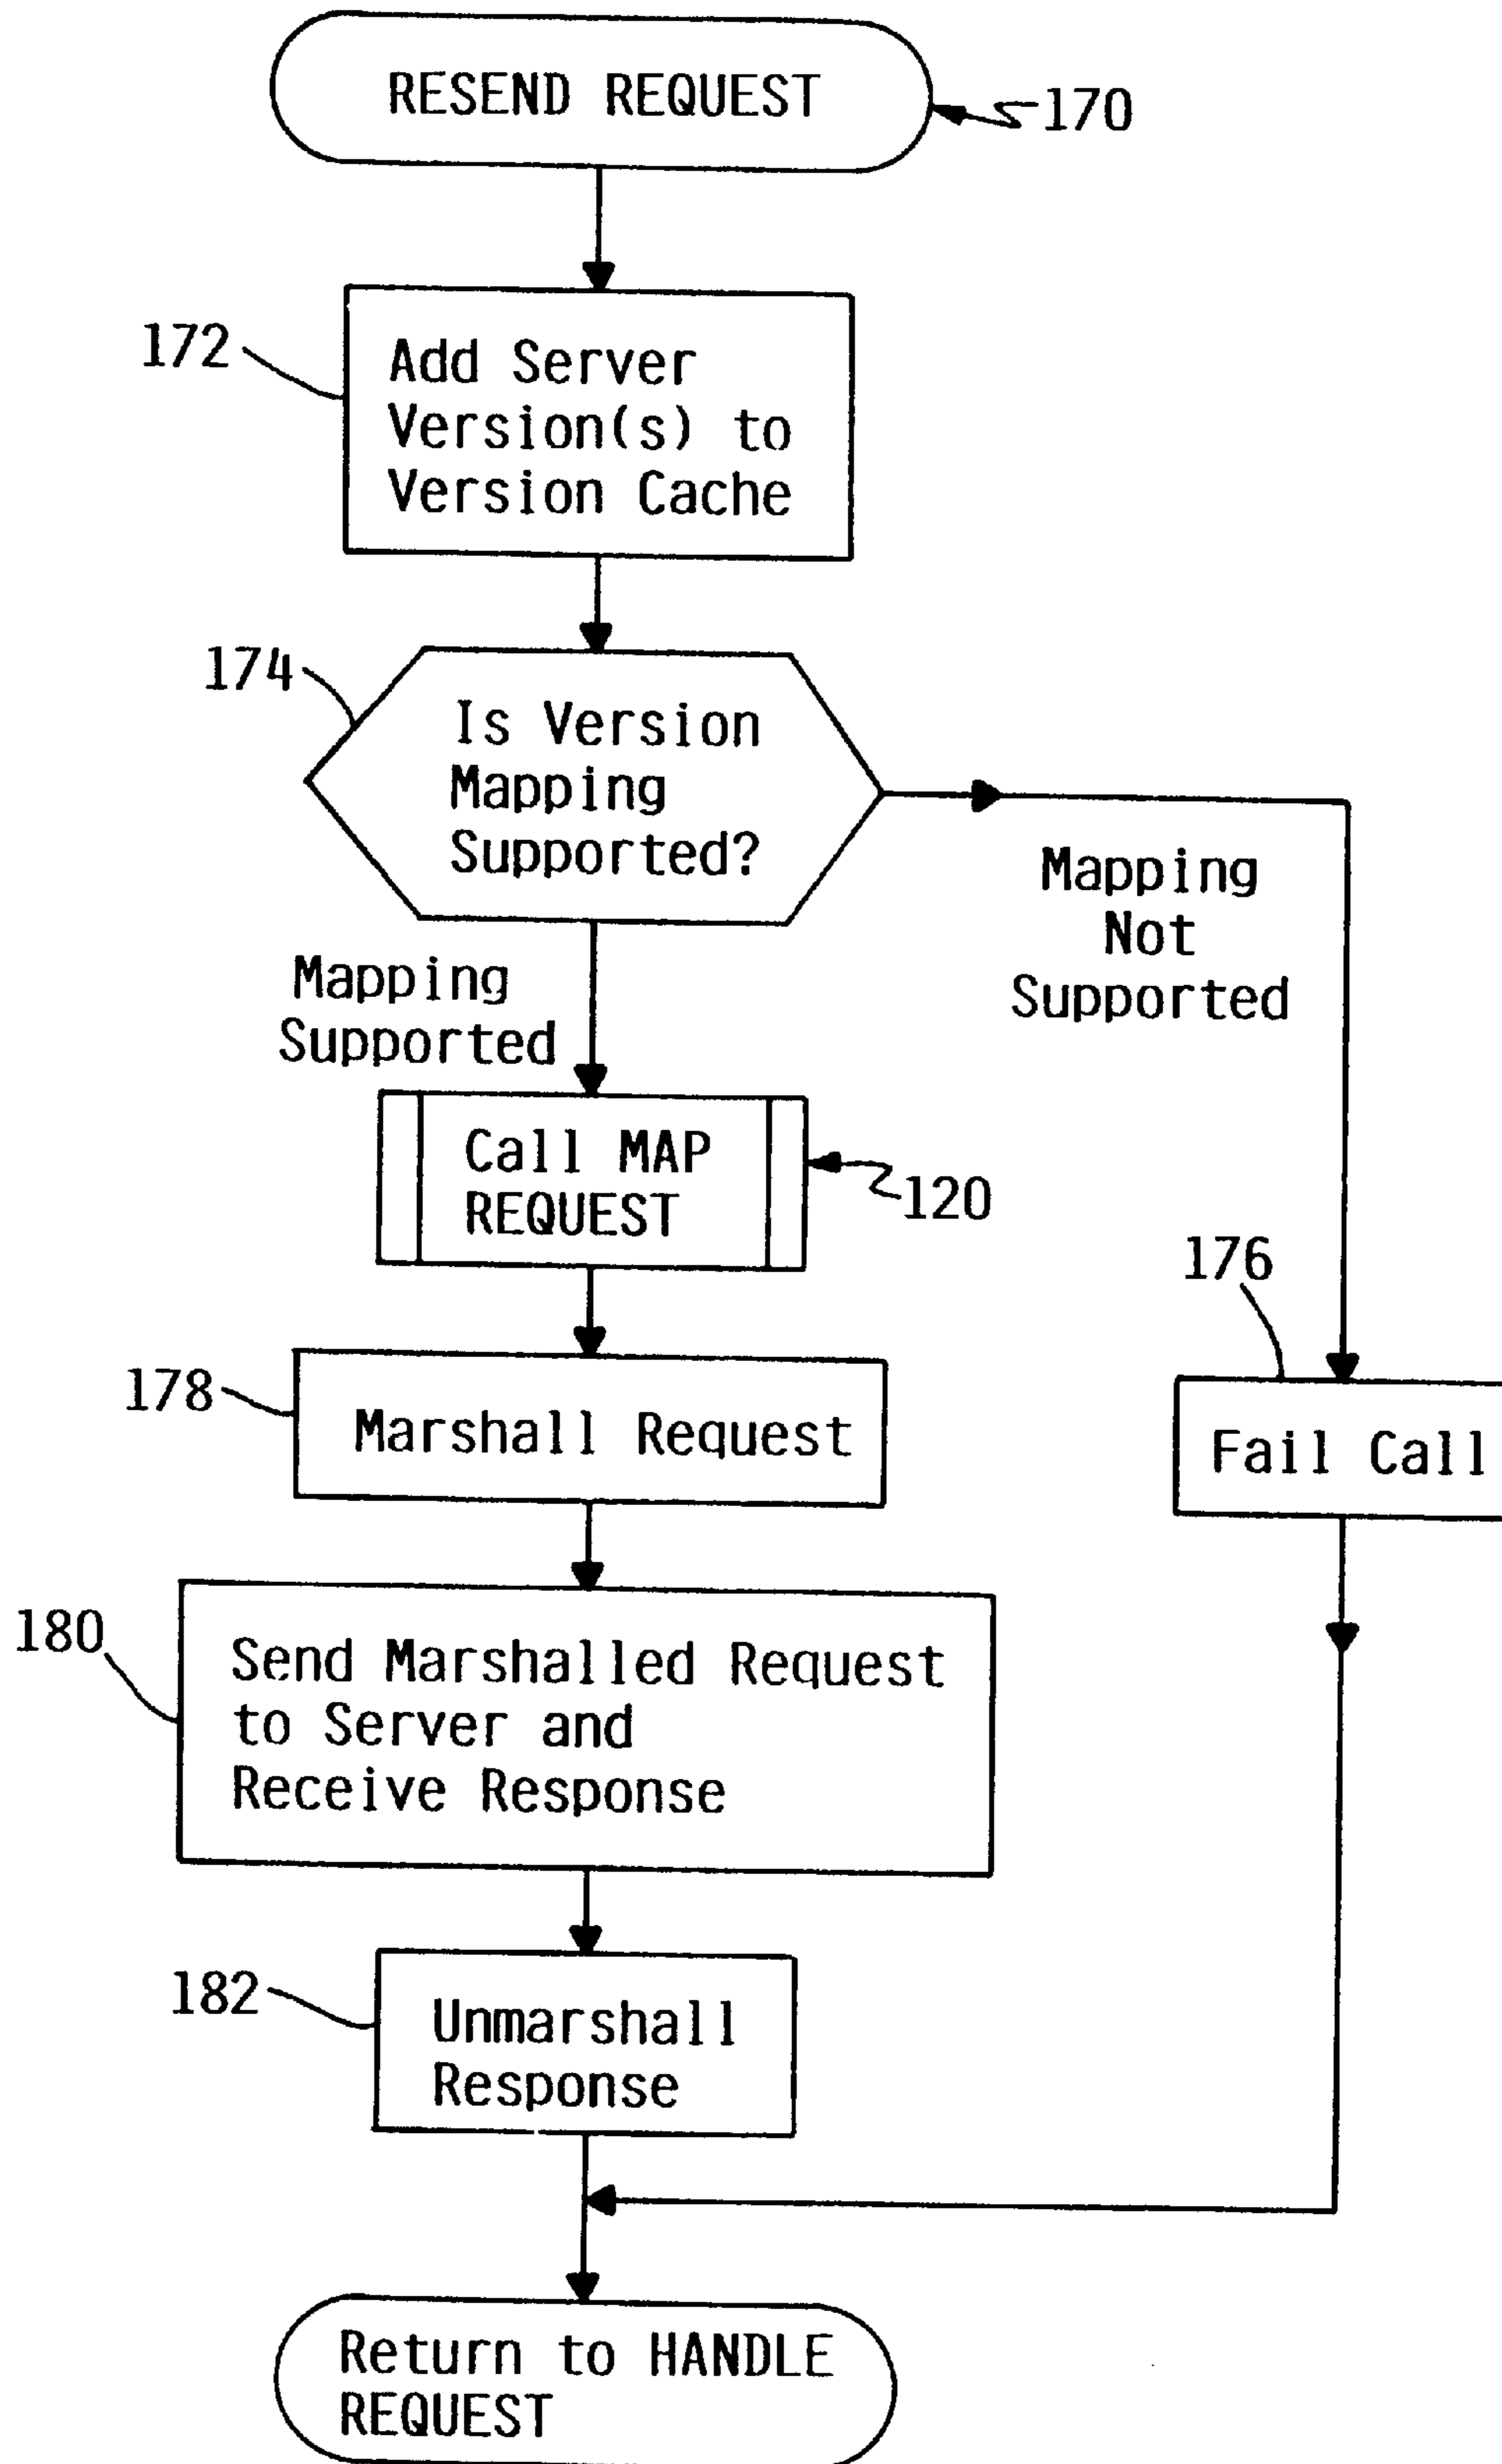 RESEND REQUEST
170
172
Add Server
Version(s) to
Version Cache
174
Is Version
Mapping
Supported?
Mapping
Not
Supported
Mapping
Supported
Call MAP
REQUEST
120
176
178
Marshall Request
Fail Call
180
Send Marshalled Request
to Server and
Receive Response
182
Unmarshall
Response
Return to HANDLE
REQUEST